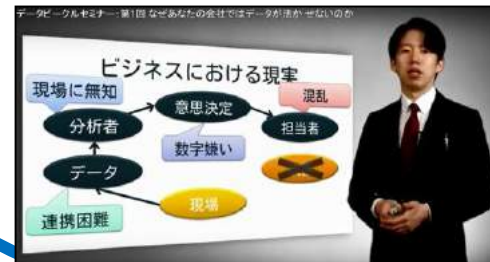 データビークルセミナー:第1回 なぜあなたの会社ではデータが活かせないのか
ビジネスにおける現実
現場に無知
意思決定
混乱
分析者
担当者
数字嫌い
データ
現場
連携困難